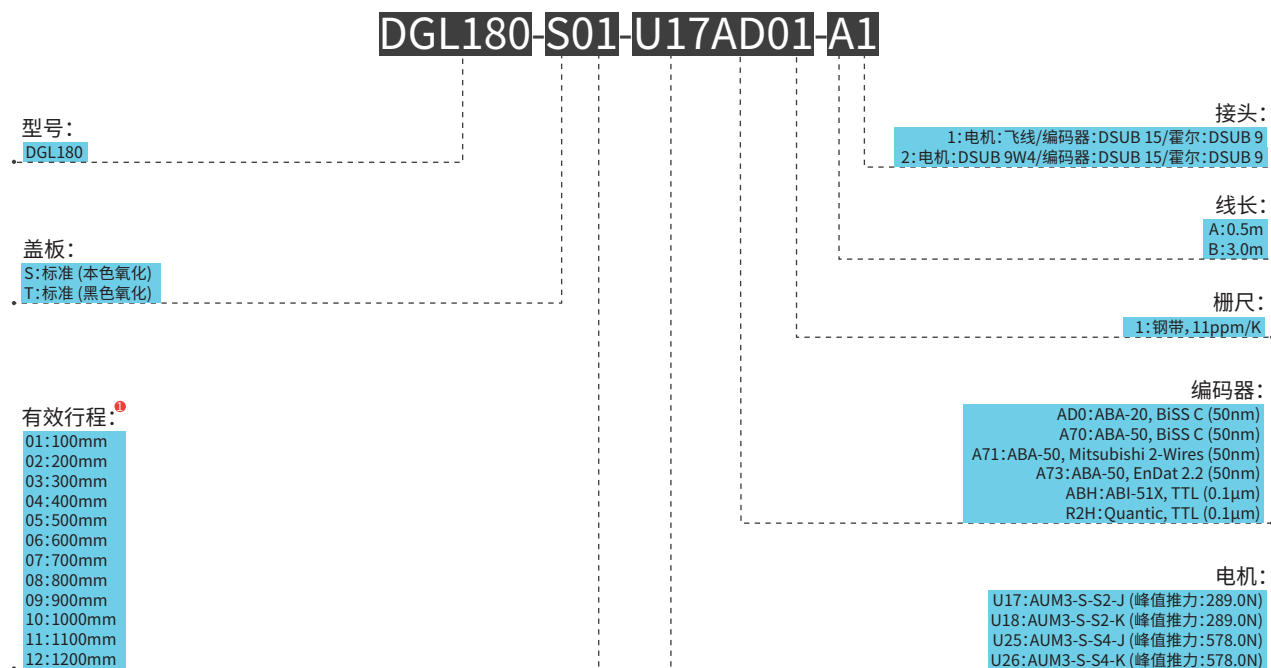 DGL180-S01-U17AD01-A1
型号：
DGL180
盖板：
S：标准 (本色氧化)
T：标准 (黑色氧化)
有效行程：❶
01：100mm
02：200mm
03：300mm
04：400mm
05：500mm
06：600mm
07：700mm
08：800mm
09：900mm
10：1000mm
11：1100mm
12：1200mm
接头：
1：电机：飞线/编码器：DSUB 15/霍尔：DSUB 9
2：电机：DSUB 9W4/编码器：DSUB 15/霍尔：DSUB 9
线长：
A：0.5m
B：3.0m
栅尺：
1：钢带，11ppm/K
编码器：
AD0：ABA-20, BiSS C (50nm)
A70：ABA-50, BiSS C (50nm)
A71：ABA-50, Mitsubishi 2-Wires (50nm)
A73：ABA-50, EnDat 2.2 (50nm)
ABH：ABI-51X, TTL (0.1μm)
R2H：Quantic, TTL (0.1μm)
电机：
U17：AUM3-S-S2-J (峰值推力：289.0N)
U18：AUM3-S-S2-K (峰值推力：289.0N)
U25：AUM3-S-S4-J (峰值推力：578.0N)
U26：AUM3-S-S4-K (峰值推力：578.0N)